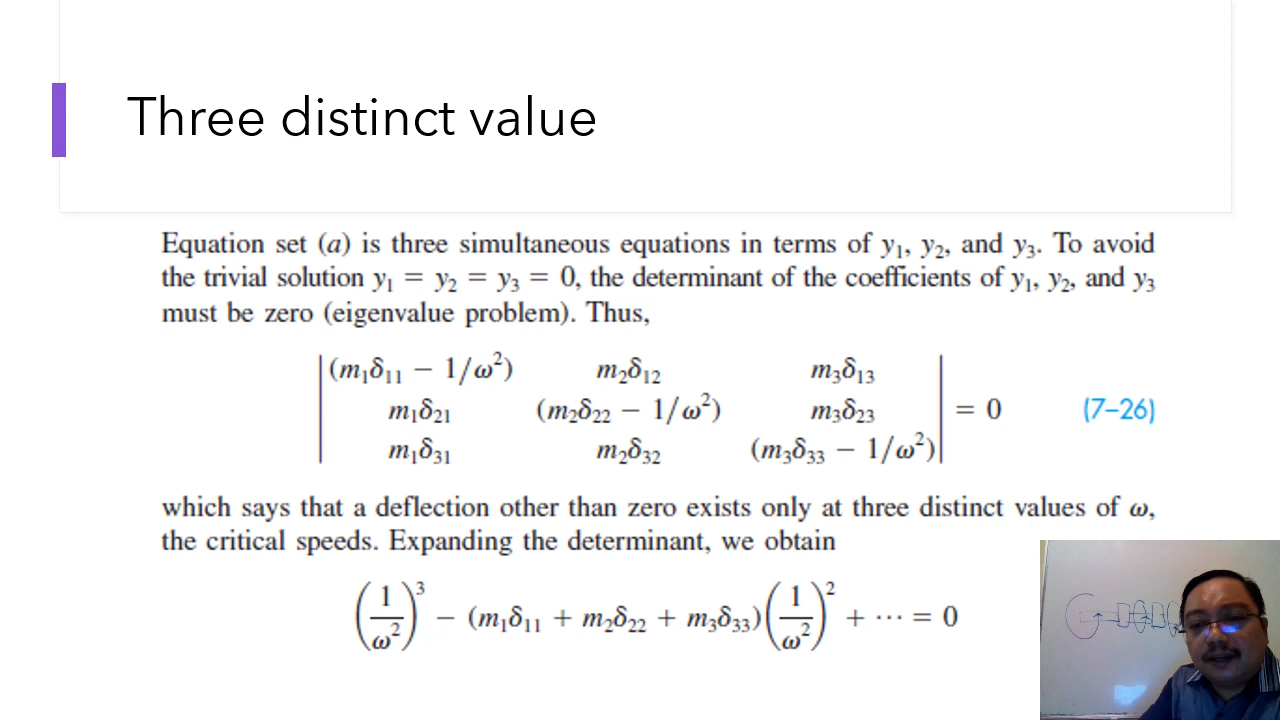 Three distinct value
Equation set (a) is three simultaneous equations in terms of y₁, y₂, and y₃. To avoid
the trivial solution y₁ = y₂ = y₃ = 0, the determinant of the coefficients of y₁, y₂, and y₃
must be zero (eigenvalue problem). Thus,
|(m₁δ₁₁ − 1/ω²) m₂δ₁₂ m₃δ₁₃|
|m₁δ₂₁ (m₂δ₂₂ − 1/ω²) m₃δ₂₃| = 0 (7–26)
|m₁δ₃₁ m₂δ₃₂ (m₃δ₃₃ − 1/ω²)|
which says that a deflection other than zero exists only at three distinct values of ω,
the critical speeds. Expanding the determinant, we obtain
(1/ω²)³ − (m₁δ₁₁ + m₂δ₂₂ + m₃δ₃₃)(1/ω²)² + ··· = 0